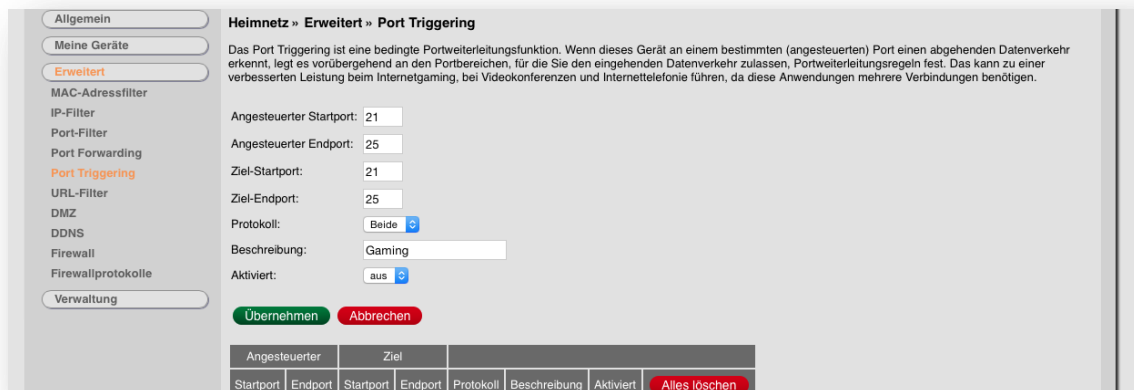 Allgemein
Meine Geräte
Erweitert
MAC-Adressfilter
IP-Filter
Port-Filter
Port Forwarding
Port Triggering
URL-Filter
DMZ
DDNS
Firewall
Firewallprotokolle
Verwaltung
Heimnetz » Erweitert » Port Triggering
Das Port Triggering ist eine bedingte Portweiterleitungsfunktion. Wenn dieses Gerät an einem bestimmten (angesteuerten) Port einen abgehenden Datenverkehr
erkennt, legt es vorübergehend an den Portbereichen, für die Sie den eingehenden Datenverkehr zulassen, Portweiterleitungsregeln fest. Das kann zu einer
verbesserten Leistung beim Internetgaming, bei Videokonferenzen und Internettelefonie führen, da diese Anwendungen mehrere Verbindungen benötigen.
Angesteuerter Startport: 21
Angesteuerter Endport: 25
Ziel-Startport: 21
Ziel-Endport: 25
Protokoll: Beide
Beschreibung: Gaming
Aktiviert: aus
Übernehmen Abbrechen
Angesteuerter Ziel
Startport Endport Startport Endport Protokoll Beschreibung Aktiviert Alles löschen